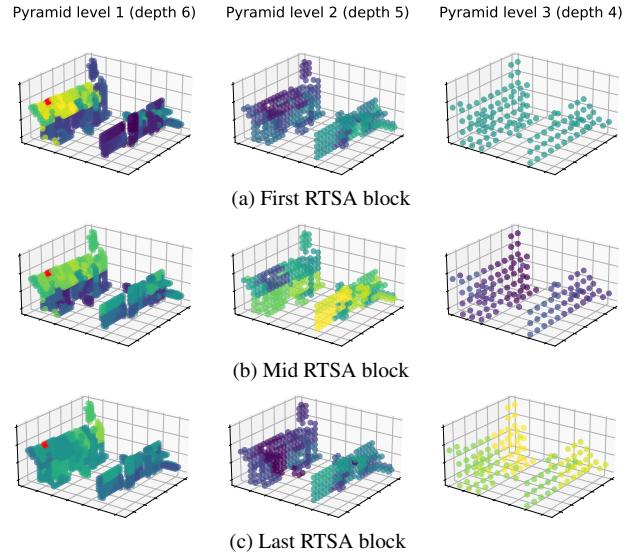 Pyramid level 1 (depth 6) Pyramid level 2 (depth 5) Pyramid level 3 (depth 4)
(a) First RTSA block
(b) Mid RTSA block
(c) Last RTSA block